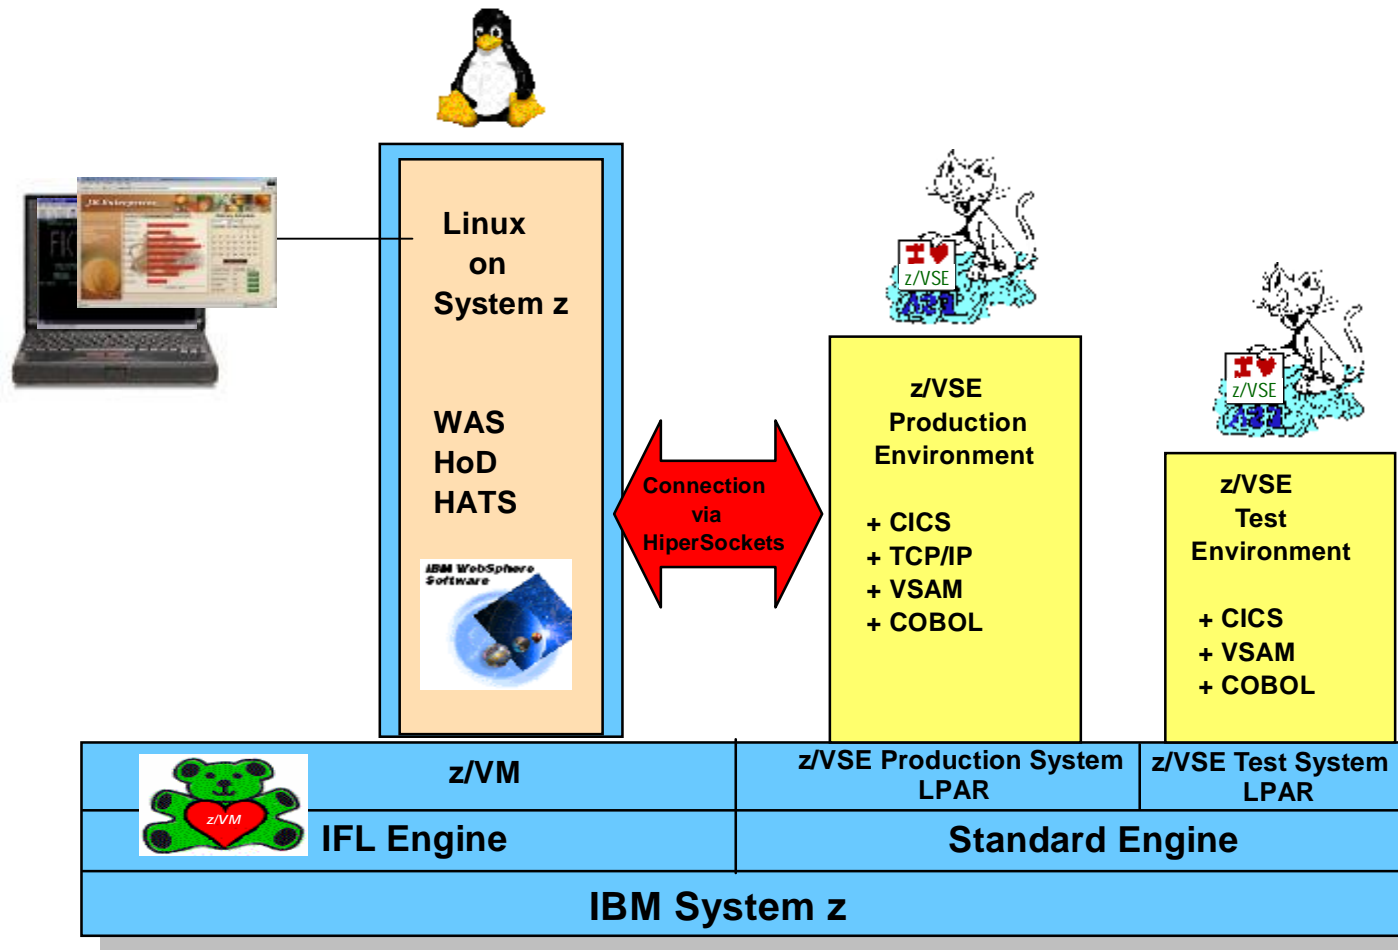 JK Enterprises
Linux
on
System z
WAS
HoD
HATS
IBM WebSphere
Software
Connection
via
HiperSockets
I ♥
z/VSE
z/VSE
Production
Environment
+ CICS
+ TCP/IP
+ VSAM
+ COBOL
I ♥
z/VSE
z/VSE
Test
Environment
+ CICS
+ VSAM
+ COBOL
z/VM
z/VM
z/VSE Production System
LPAR
z/VSE Test System
LPAR
IFL Engine
Standard Engine
IBM System z